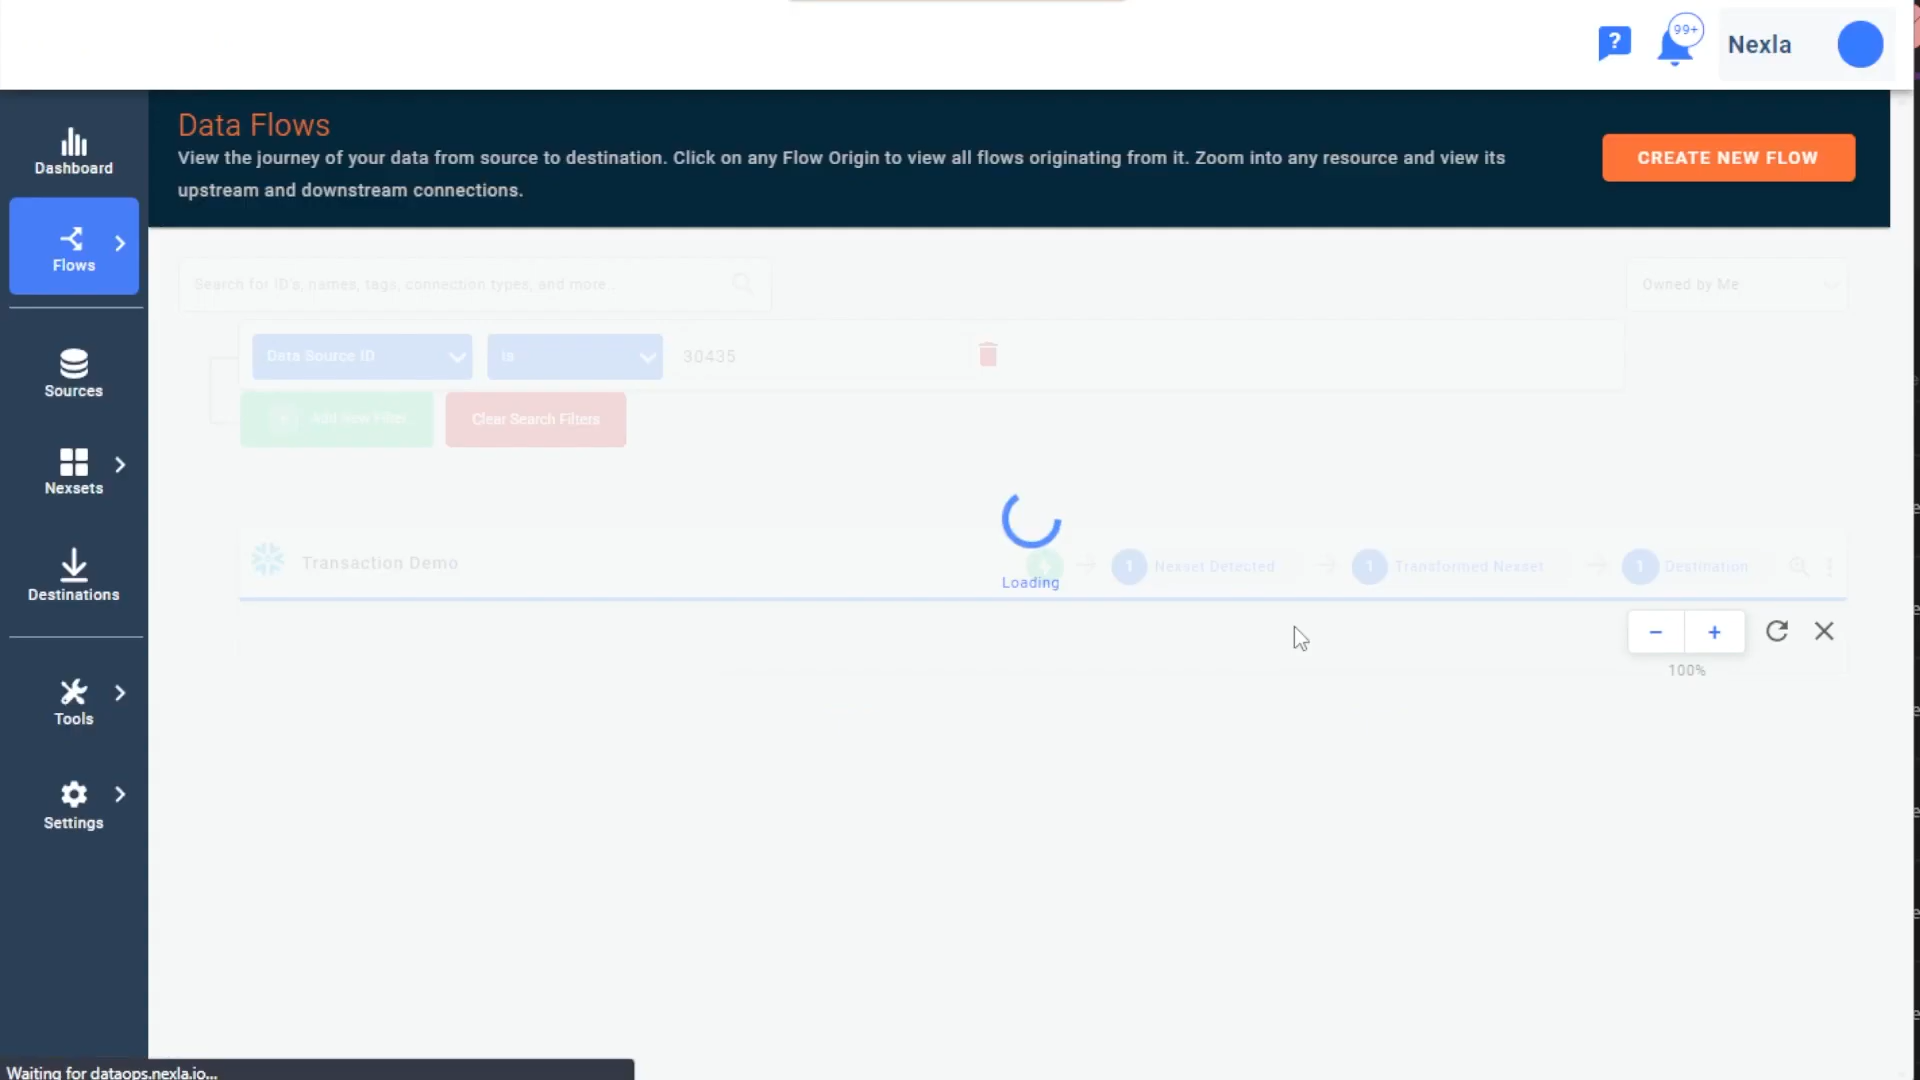 99+
Nexla
Data Flows
View the journey of your data from source to destination. Click on any Flow Origin to view all flows originating from it. Zoom into any resource and view its
upstream and downstream connections.
CREATE NEW FLOW
Dashboard
Flows
Sources
Nexsets
Destinations
Tools
Settings
Search for ID's, names, tags, connection types, and more..
Owned by Me
Data Source ID
is
30435
Add New Filter
Clear Search Filters
Transaction Demo
1 Nexset Detected
1 Transformed Nexset
1 Destination
Loading
− +
100%
Waiting for dataops.nexla.io...